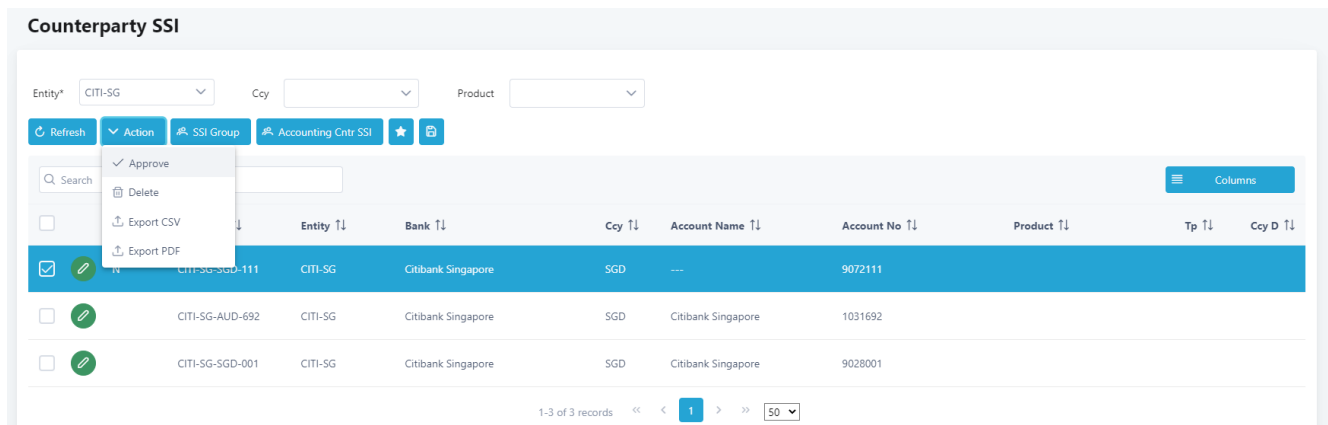 Counterparty SSI
Entity* CITI-SG Ccy Product
Refresh Action SSI Group Accounting Cntr SSI
Approve
Search Columns
Delete
Export CSV
Entity Bank Ccy Account Name Account No Product Tp Ccy D
Export PDF
N CITI-SG-SGD-111 CITI-SG Citibank Singapore SGD --- 9072111
CITI-SG-AUD-692 CITI-SG Citibank Singapore SGD Citibank Singapore 1031692
CITI-SG-SGD-001 CITI-SG Citibank Singapore SGD Citibank Singapore 9028001
1-3 of 3 records << < 1 > >> 50